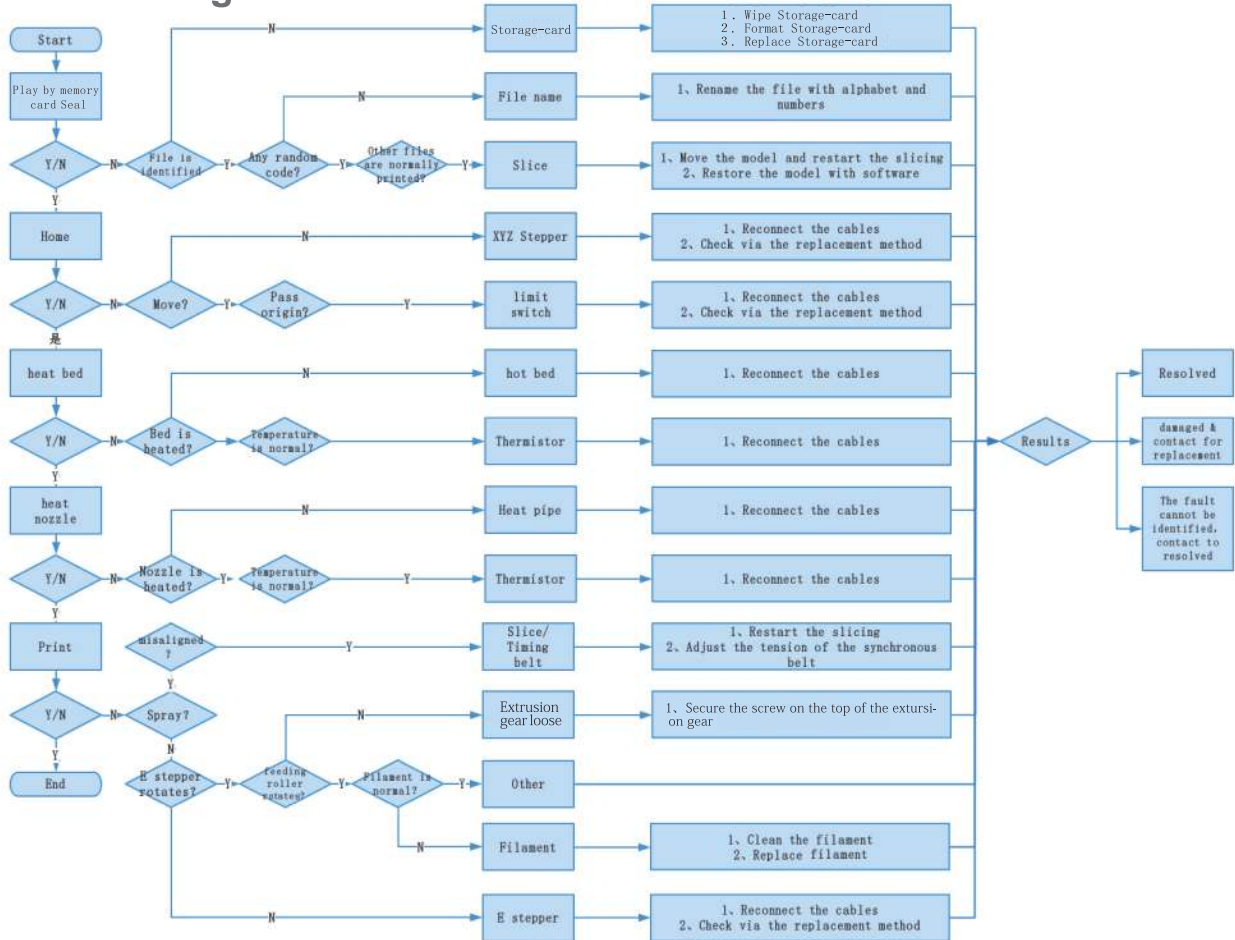 Start
N
Storage-card
1. Wipe Storage-card
2. Format Storage-card
3. Replace Storage-card
Play by memory
card Seal
N
File name
1、Rename the file with alphabet and
numbers
Y/N
N
File is
identified
Y
Any random
code?
Y
Other files
are normally
printed?
Y
Slice
1、Move the model and restart the slicing
2、Restore the model with software
Y
Home
N
XYZ Stepper
1、Reconnect the cables
2、Check via the replacement method
Y/N
N
Move?
Y
Pass
origin?
Y
limit
switch
1、Reconnect the cables
2、Check via the replacement method
是
heat bed
N
hot bed
1、Reconnect the cables
Resolved
Y/N
N
Bed is
heated?
Temperature
is normal?
Thermistor
1、Reconnect the cables
Results
damaged &
contact for
replacement
Y
heat
nozzle
N
Heat pipe
1、Reconnect the cables
The fault
cannot be
identified,
contact to
resolved
Y/N
N
Nozzle is
heated?
Y
Temperature
is normal?
Y
Thermistor
1、Reconnect the cables
Y
Print
misaligned
?
Y
Slice/
Timing
belt
1、Restart the slicing
2、Adjust the tension of the synchronous
belt
Y
Y/N
N
Spray?
N
Extrusion
gear loose
1、Secure the screw on the top of the extursi-
on gear
Y
N
End
E stepper
rotates?
Y
feeding
roller
rotates?
Y
Filament is
normal?
Y
Other
N
Filament
1、Clean the filament
2、Replace filament
N
E stepper
1、Reconnect the cables
2、Check via the replacement method